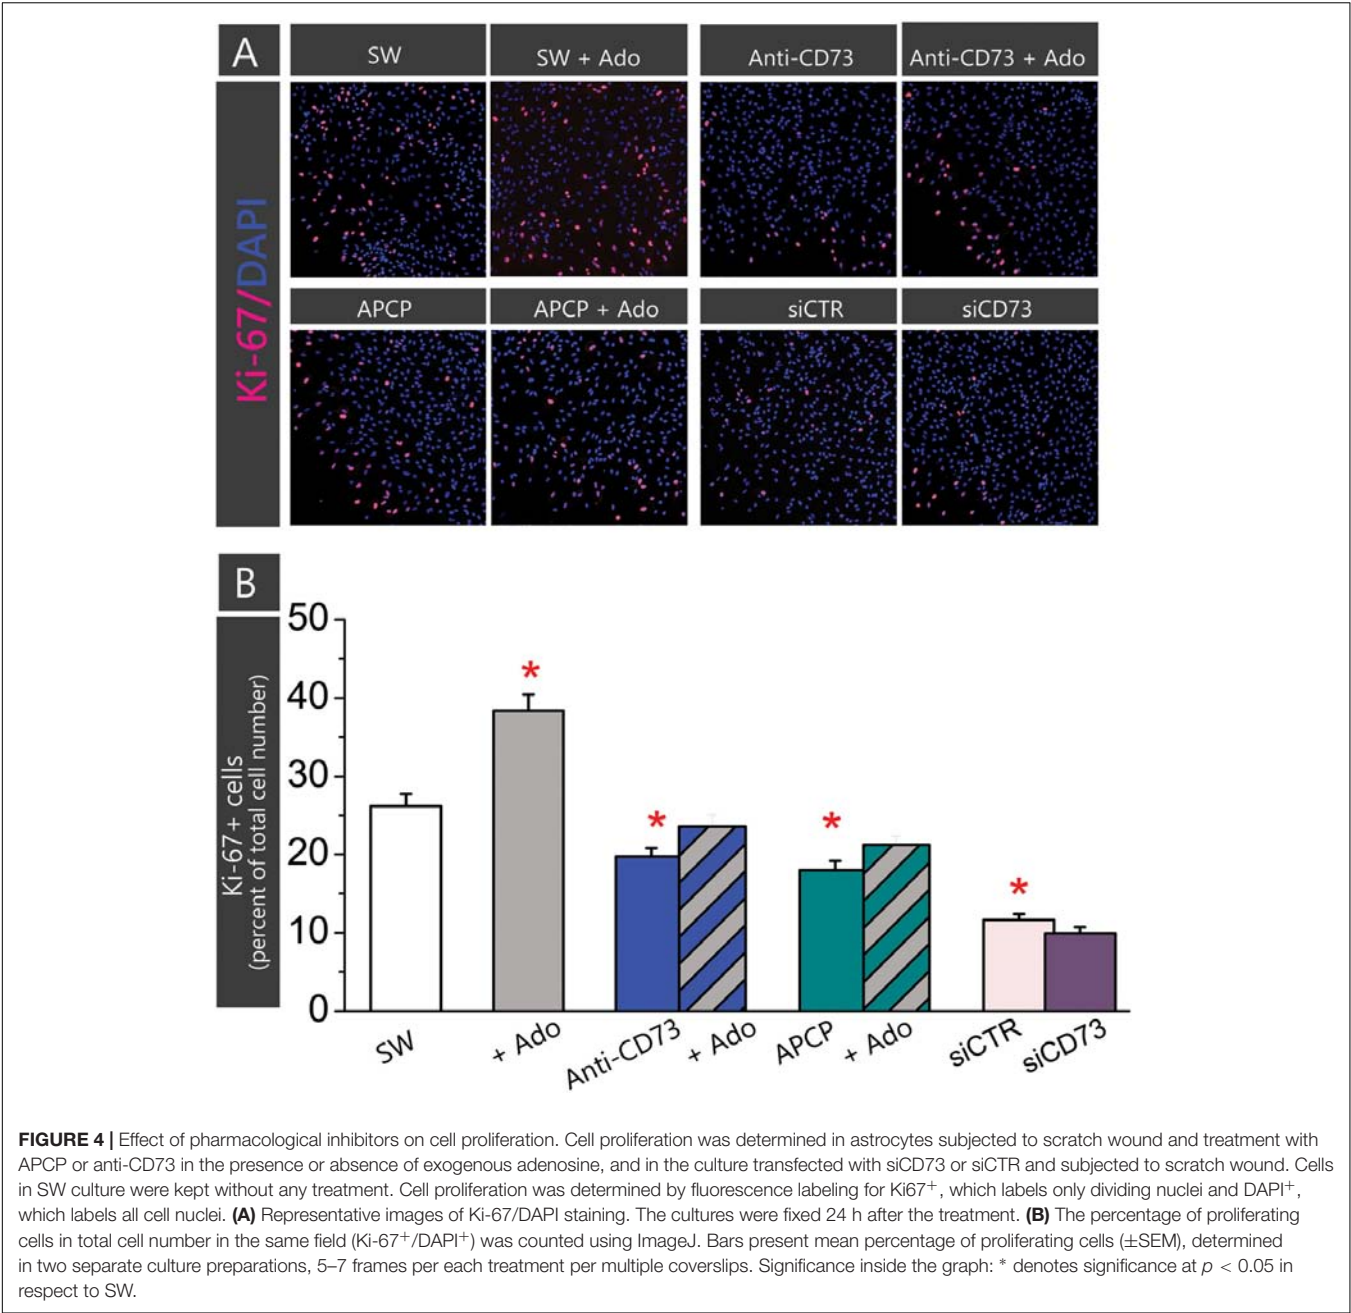 A
SW
SW + Ado
Anti-CD73
Anti-CD73 + Ado
Ki-67/DAPI
APCP
APCP + Ado
siCTR
siCD73
B
Ki-67+ cells
(percent of total cell number)
50
40
30
20
10
0
*
*
*
*
SW
+ Ado
Anti-CD73
+ Ado
APCP
+ Ado
siCTR
siCD73
FIGURE 4 | Effect of pharmacological inhibitors on cell proliferation. Cell proliferation was determined in astrocytes subjected to scratch wound and treatment with
APCP or anti-CD73 in the presence or absence of exogenous adenosine, and in the culture transfected with siCD73 or siCTR and subjected to scratch wound. Cells
in SW culture were kept without any treatment. Cell proliferation was determined by fluorescence labeling for Ki67⁺, which labels only dividing nuclei and DAPI⁺,
which labels all cell nuclei. (A) Representative images of Ki-67/DAPI staining. The cultures were fixed 24 h after the treatment. (B) The percentage of proliferating
cells in total cell number in the same field (Ki-67⁺/DAPI⁺) was counted using ImageJ. Bars present mean percentage of proliferating cells (±SEM), determined
in two separate culture preparations, 5–7 frames per each treatment per multiple coverslips. Significance inside the graph: * denotes significance at p < 0.05 in
respect to SW.